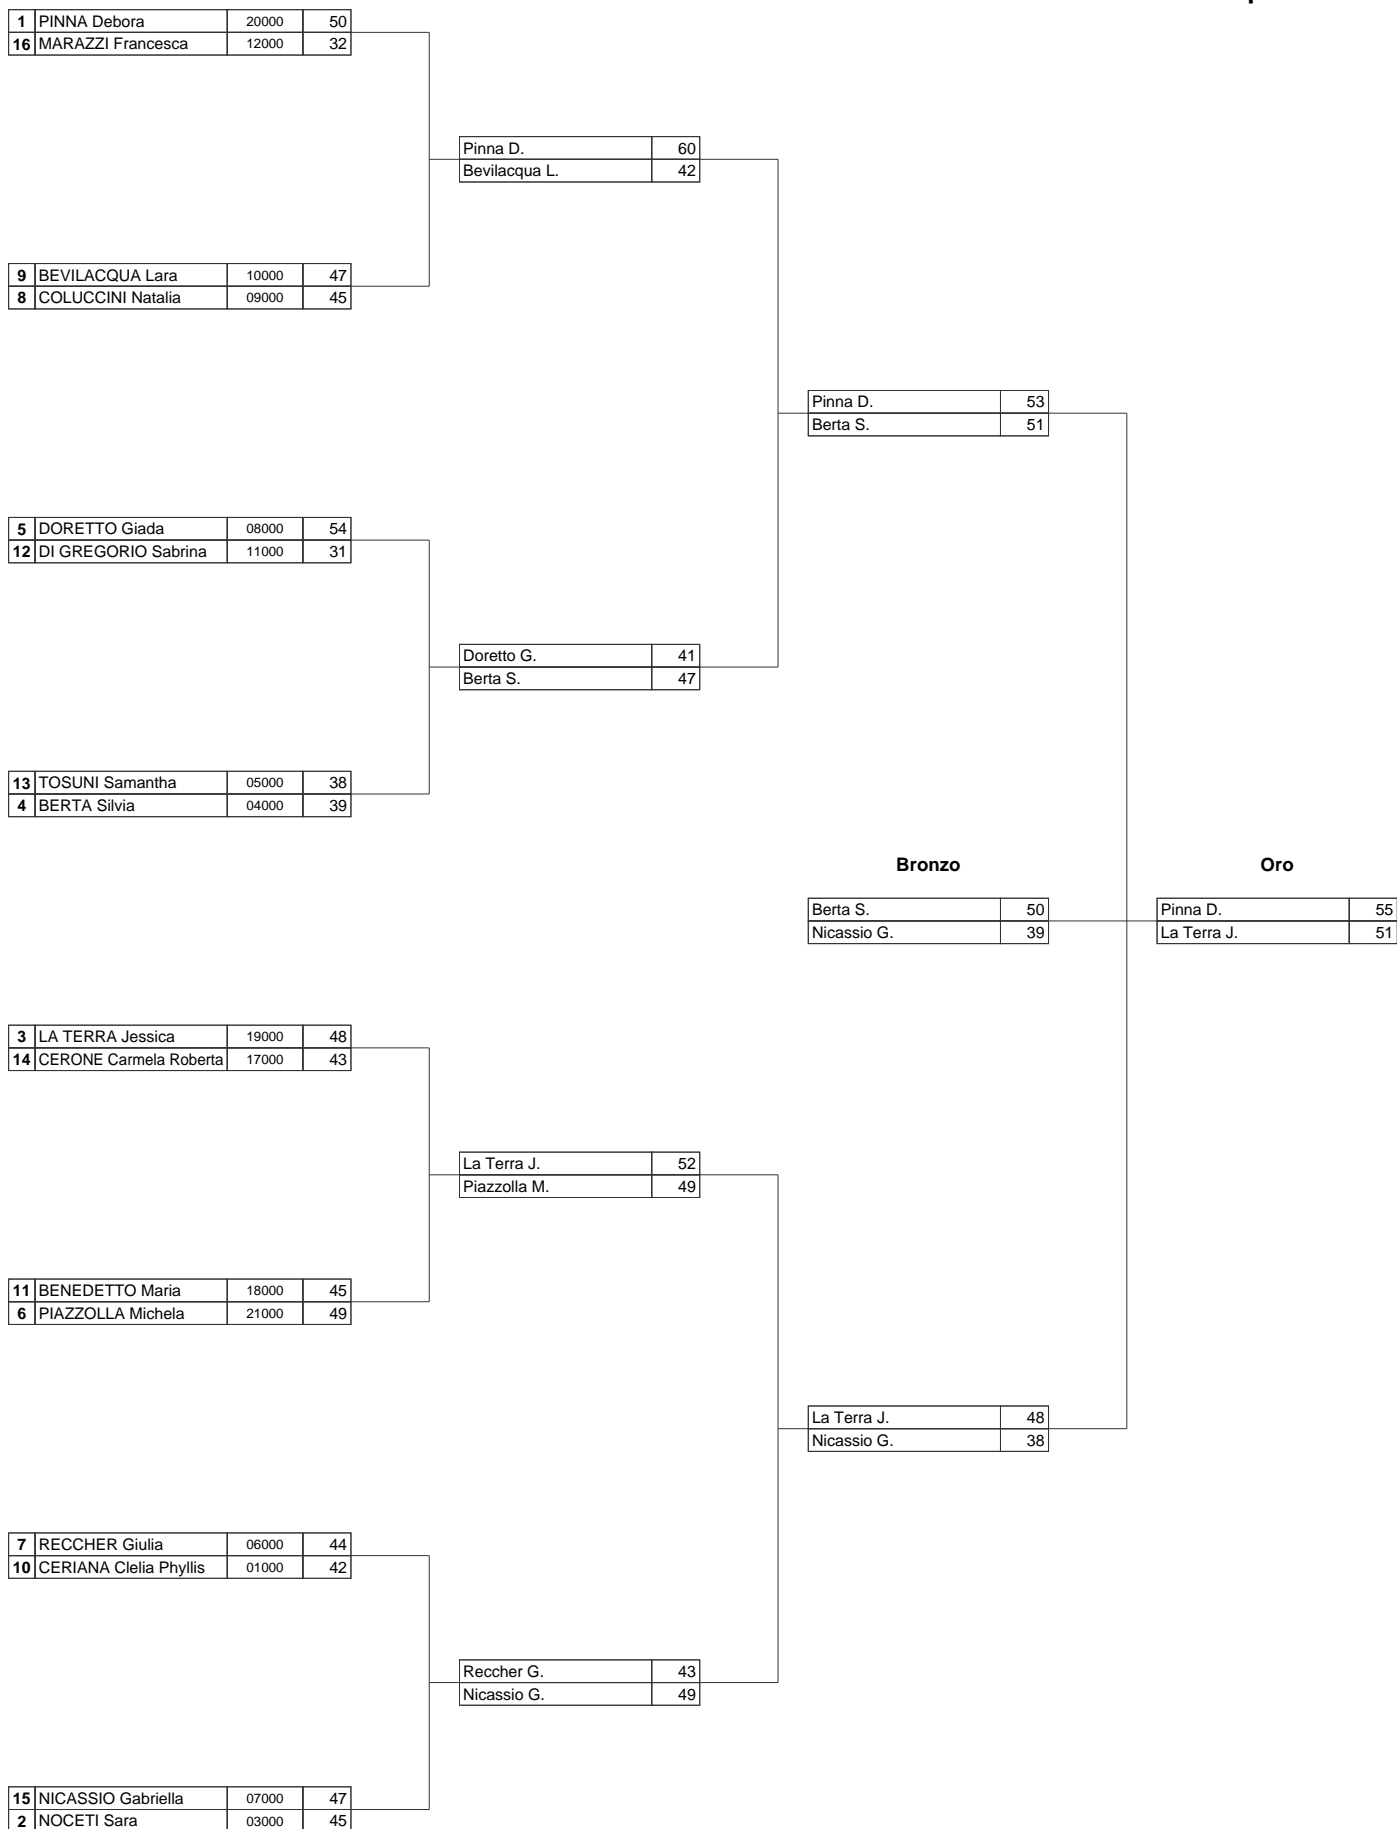 1 PINNA Debora 20000 50
16 MARAZZI Francesca 12000 32
Pinna D. 60
Bevilacqua L. 42
9 BEVILACQUA Lara 10000 47
8 COLUCCINI Natalia 09000 45
Pinna D. 53
Berta S. 51
5 DORETTO Giada 08000 54
12 DI GREGORIO Sabrina 11000 31
Doretto G. 41
Berta S. 47
13 TOSUNI Samantha 05000 38
4 BERTA Silvia 04000 39
Bronzo Oro
Berta S. 50 Pinna D. 55
Nicassio G. 39 La Terra J. 51
3 LA TERRA Jessica 19000 48
14 CERONE Carmela Roberta 17000 43
La Terra J. 52
Piazzolla M. 49
11 BENEDETTO Maria 18000 45
6 PIAZZOLLA Michela 21000 49
La Terra J. 48
Nicassio G. 38
7 RECCHER Giulia 06000 44
10 CERIANA Clelia Phyllis 01000 42
Reccher G. 43
Nicassio G. 49
15 NICASSIO Gabriella 07000 47
2 NOCETI Sara 03000 45